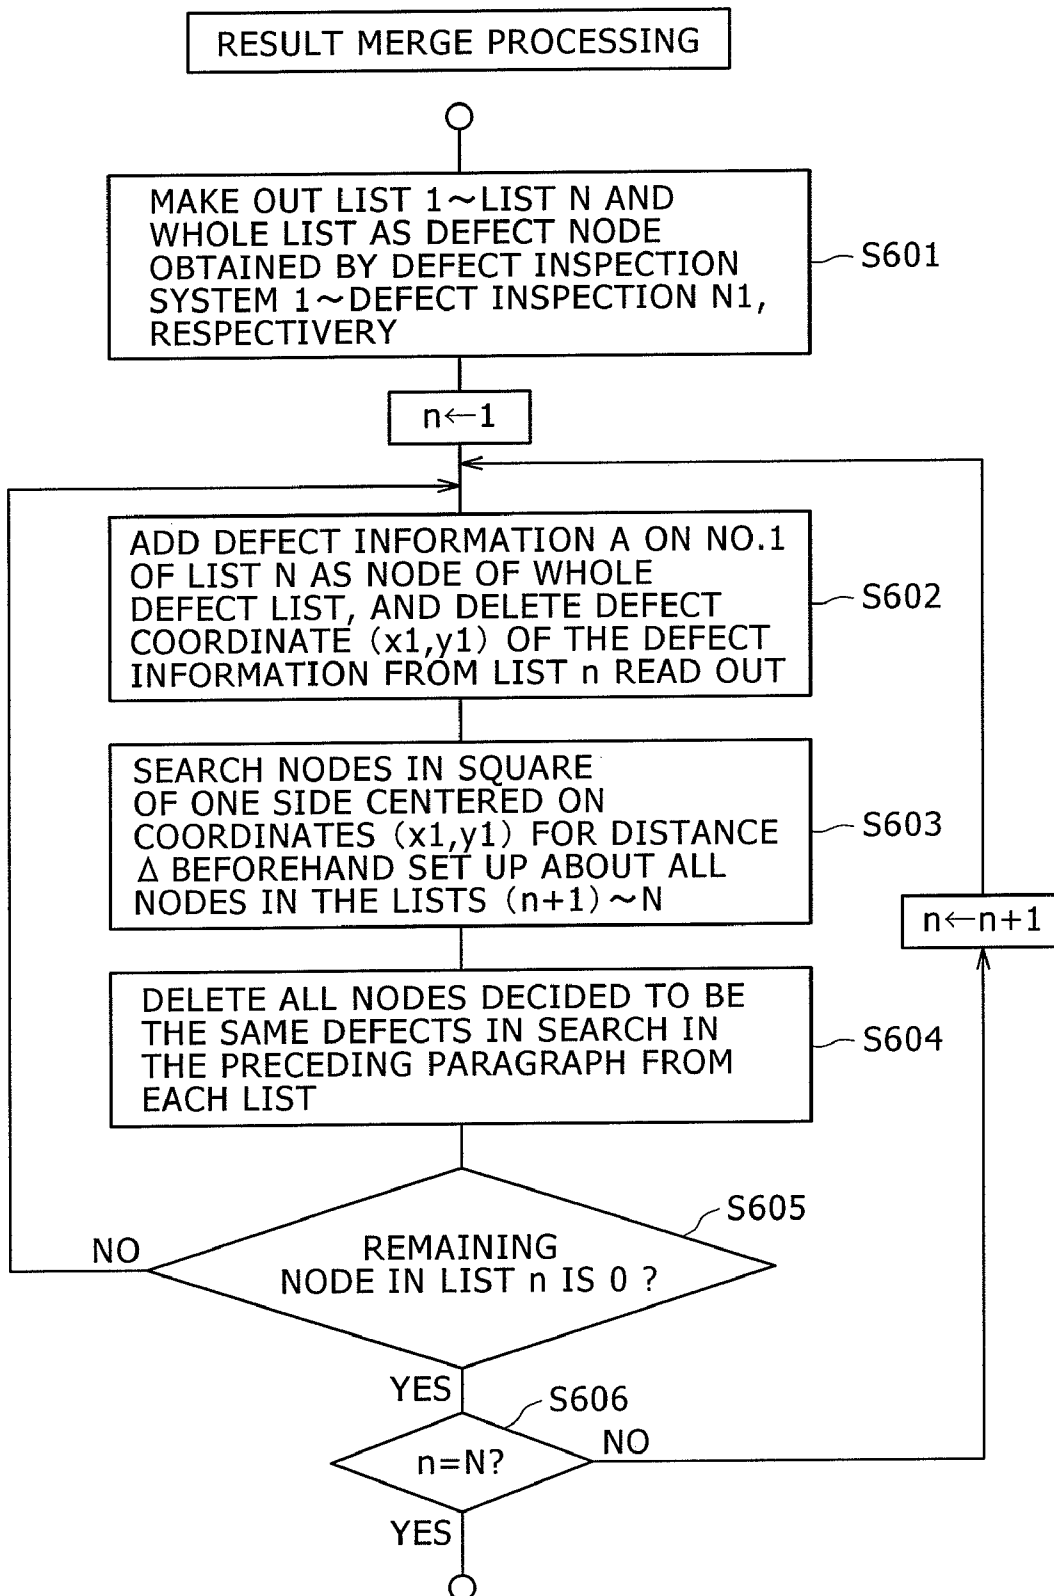 RESULT MERGE PROCESSING
MAKE OUT LIST 1~LIST N AND
WHOLE LIST AS DEFECT NODE
OBTAINED BY DEFECT INSPECTION
SYSTEM 1~DEFECT INSPECTION N1,
RESPECTIVERY
S601
n←1
ADD DEFECT INFORMATION A ON NO.1
OF LIST N AS NODE OF WHOLE
DEFECT LIST, AND DELETE DEFECT
COORDINATE (x1,y1) OF THE DEFECT
INFORMATION FROM LIST n READ OUT
S602
SEARCH NODES IN SQUARE
OF ONE SIDE CENTERED ON
COORDINATES (x1,y1) FOR DISTANCE
Δ BEFOREHAND SET UP ABOUT ALL
NODES IN THE LISTS (n+1)~N
S603
n←n+1
DELETE ALL NODES DECIDED TO BE
THE SAME DEFECTS IN SEARCH IN
THE PRECEDING PARAGRAPH FROM
EACH LIST
S604
S605
NO
REMAINING
NODE IN LIST n IS 0 ?
YES
S606
n=N?
NO
YES